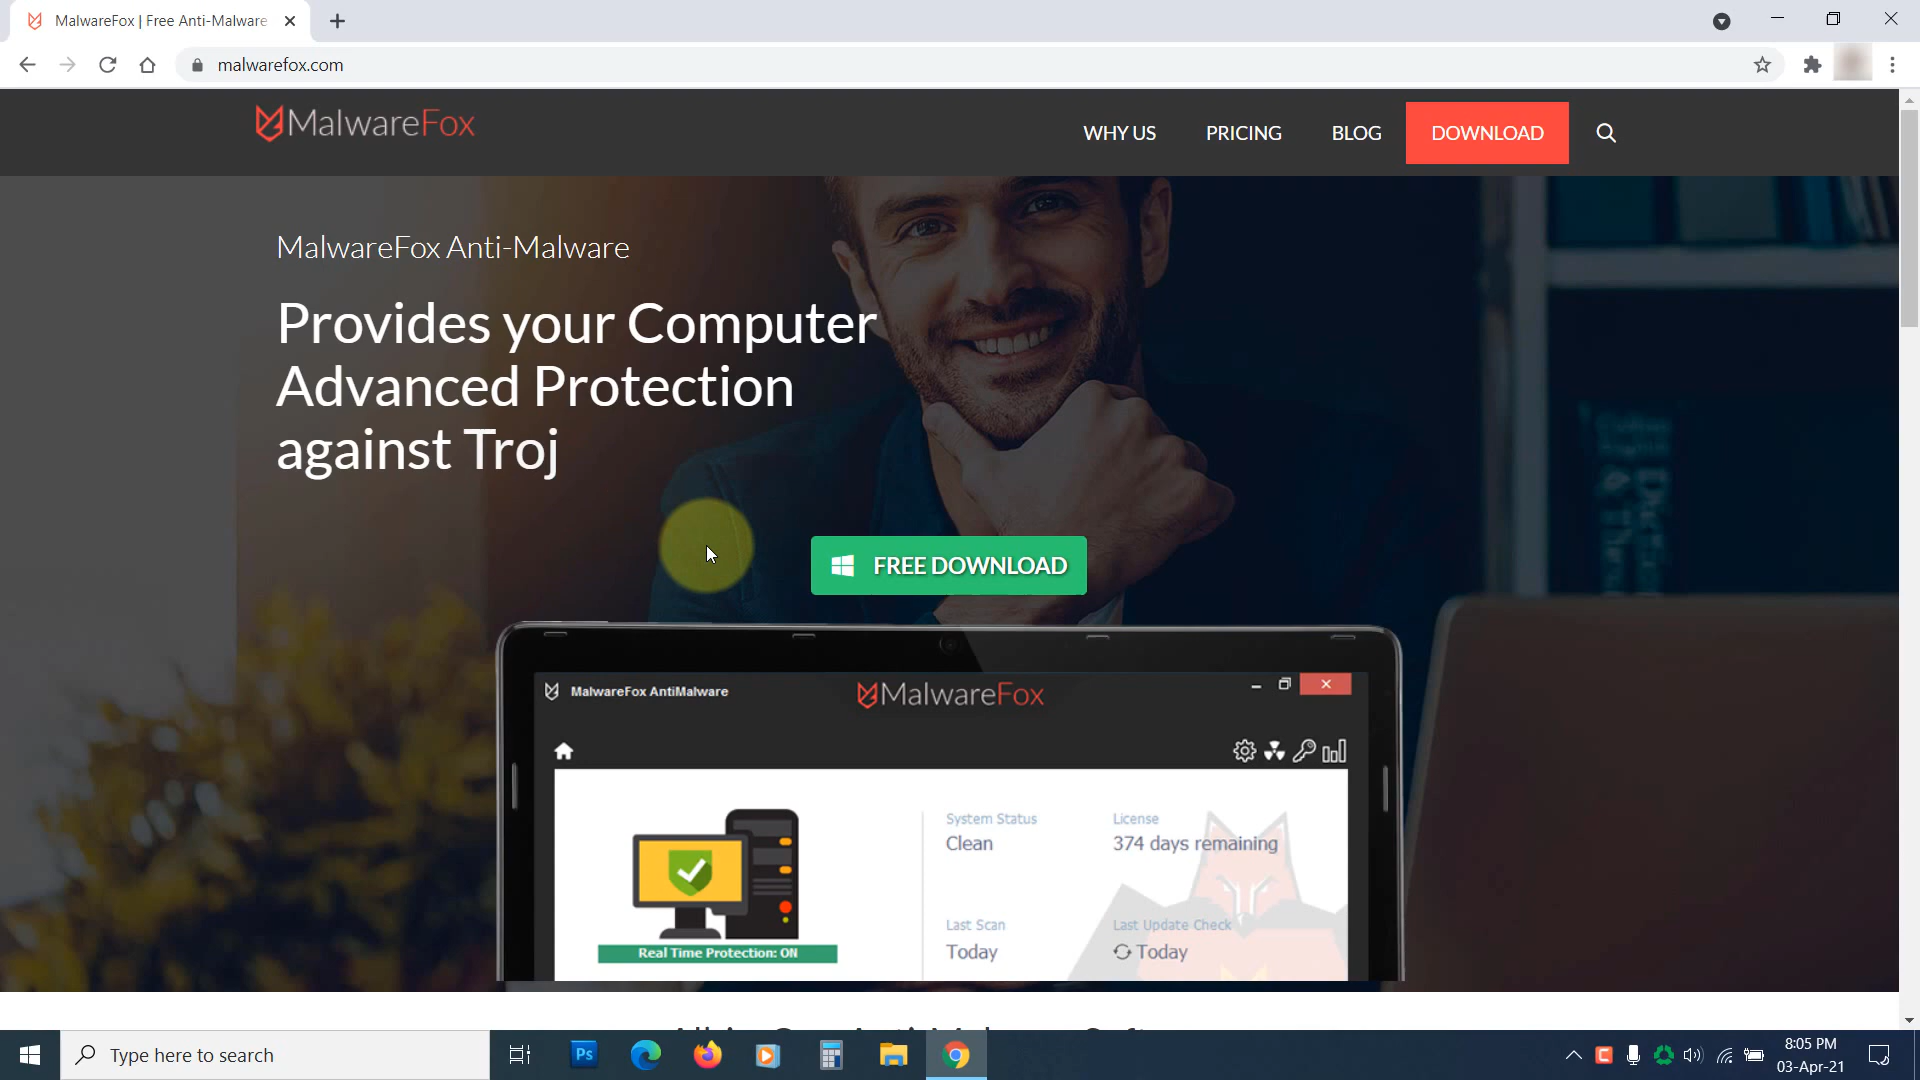 MalwareFox | Free Anti-Malware
malwarefox.com
MalwareFox
WHY US
PRICING
BLOG
DOWNLOAD
MalwareFox Anti-Malware
Provides your Computer
Advanced Protection
against Troj
FREE DOWNLOAD
MalwareFox AntiMalware
MalwareFox
System Status
Clean
License
374 days remaining
Last Scan
Today
Last Update Check
Today
Real Time Protection: ON
Type here to search
Ps
8:05 PM
03-Apr-21